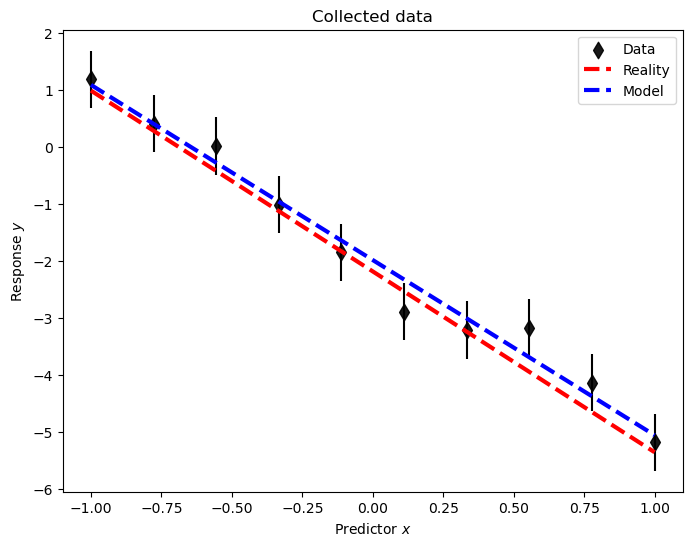 Collected data
Data
Reality
Model
Response y
2
1
0
−1
−2
−3
−4
−5
−6
−1.00 −0.75 −0.50 −0.25 0.00 0.25 0.50 0.75 1.00
Predictor x